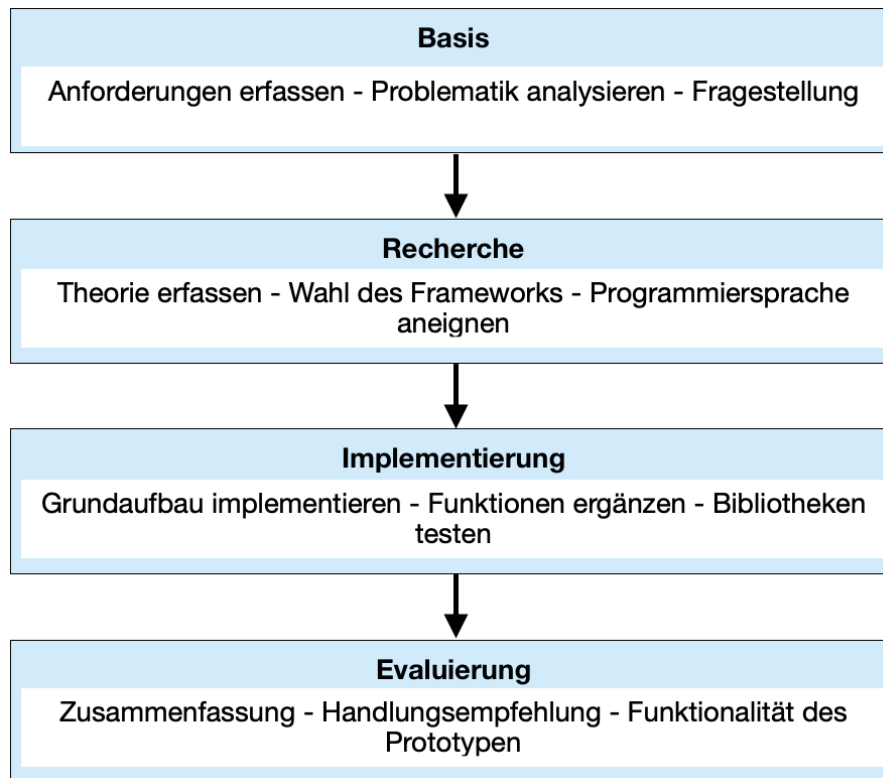 Basis
Anforderungen erfassen - Problematik analysieren - Fragestellung
Recherche
Theorie erfassen - Wahl des Frameworks - Programmiersprache
aneignen
Implementierung
Grundaufbau implementieren - Funktionen ergänzen - Bibliotheken
testen
Evaluierung
Zusammenfassung - Handlungsempfehlung - Funktionalität des
Prototypen